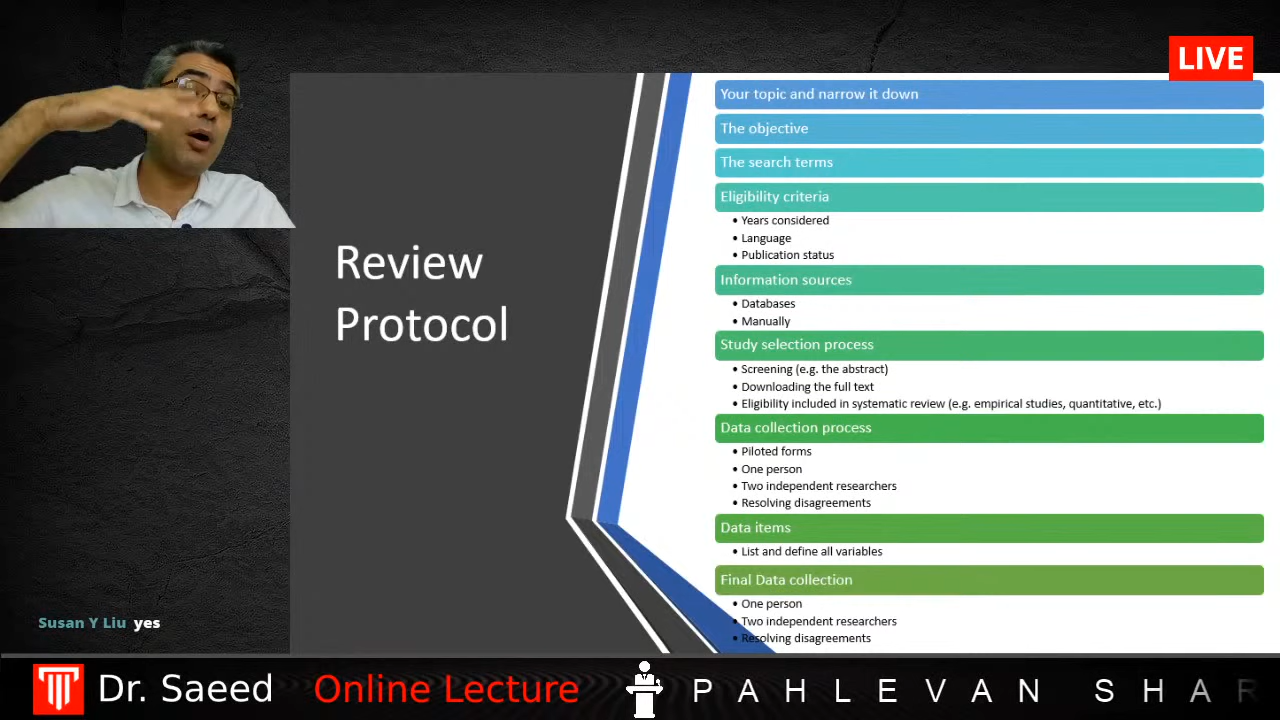 LIVE
Review
Protocol
Your topic and narrow it down
The objective
The search terms
Eligibility criteria
• Years considered
• Language
• Publication status
Information sources
• Databases
• Manually
Study selection process
• Screening (e.g. the abstract)
• Downloading the full text
• Eligibility included in systematic review (e.g. empirical studies, quantitative, etc.)
Data collection process
• Piloted forms
• One person
• Two independent researchers
• Resolving disagreements
Data items
• List and define all variables
Final Data collection
• One person
• Two independent researchers
• Resolving disagreements
Susan Y Liu yes
Dr. Saeed Online Lecture PAHLEVAN SHAR